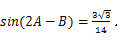 sin(2A − B) = 3√3/14 .